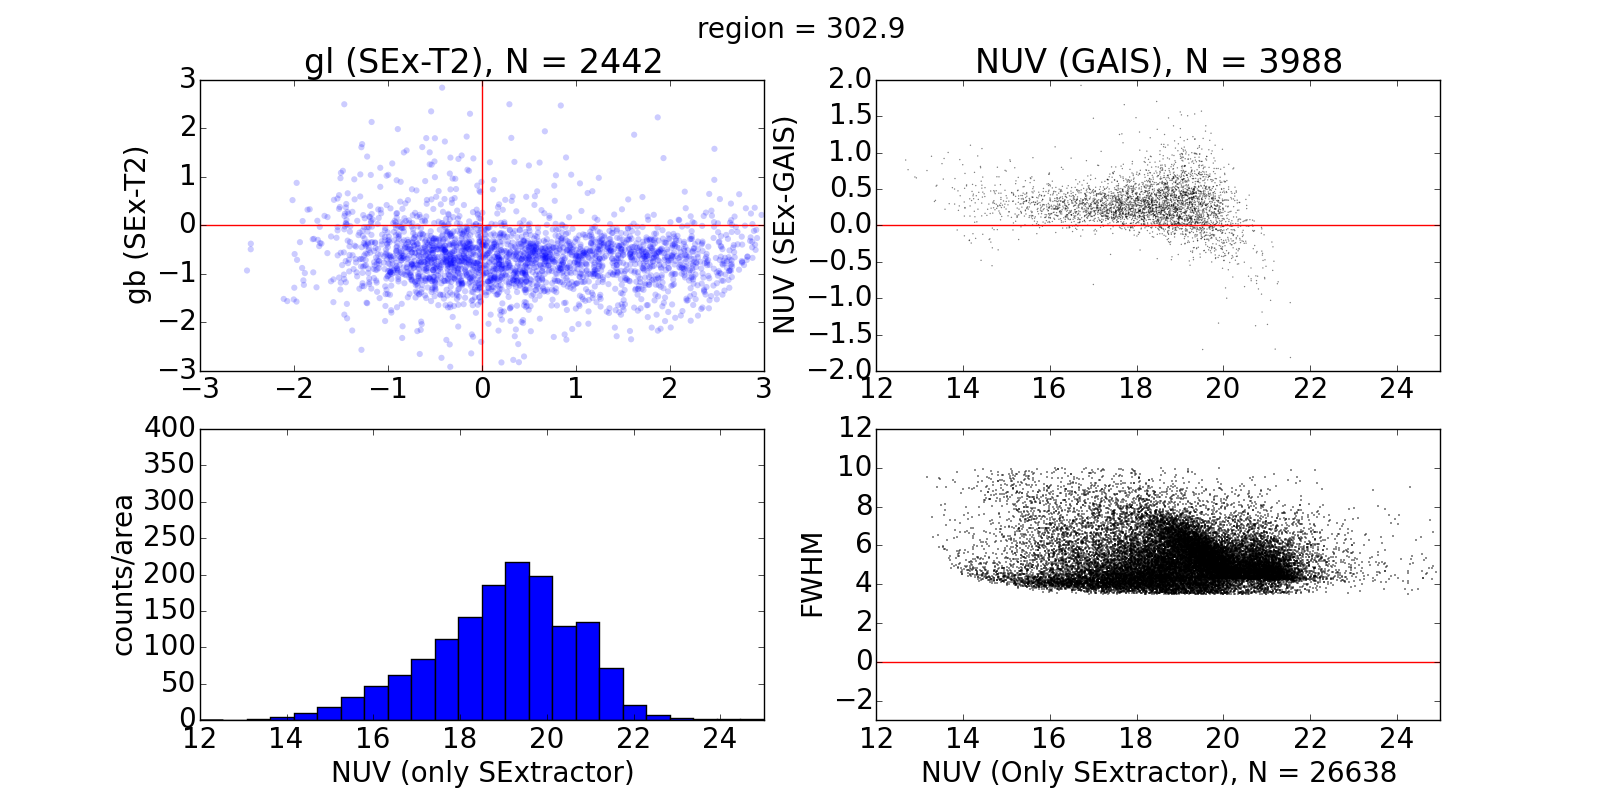 region = 302.9
gl (SEx-T2), N = 2442
NUV (GAIS), N = 3988
gb (SEx-T2)
3
2
1
0
−1
−2
−3
−3 −2 −1 0 1 2 3
NUV (SEx-GAIS)
2.0
1.5
1.0
0.5
0.0
−0.5
−1.0
−1.5
−2.0
12 14 16 18 20 22 24
counts/area
400
350
300
250
200
150
100
50
0
12 14 16 18 20 22 24
NUV (only SExtractor)
FWHM
12
10
8
6
4
2
0
−2
12 14 16 18 20 22 24
NUV (Only SExtractor), N = 26638